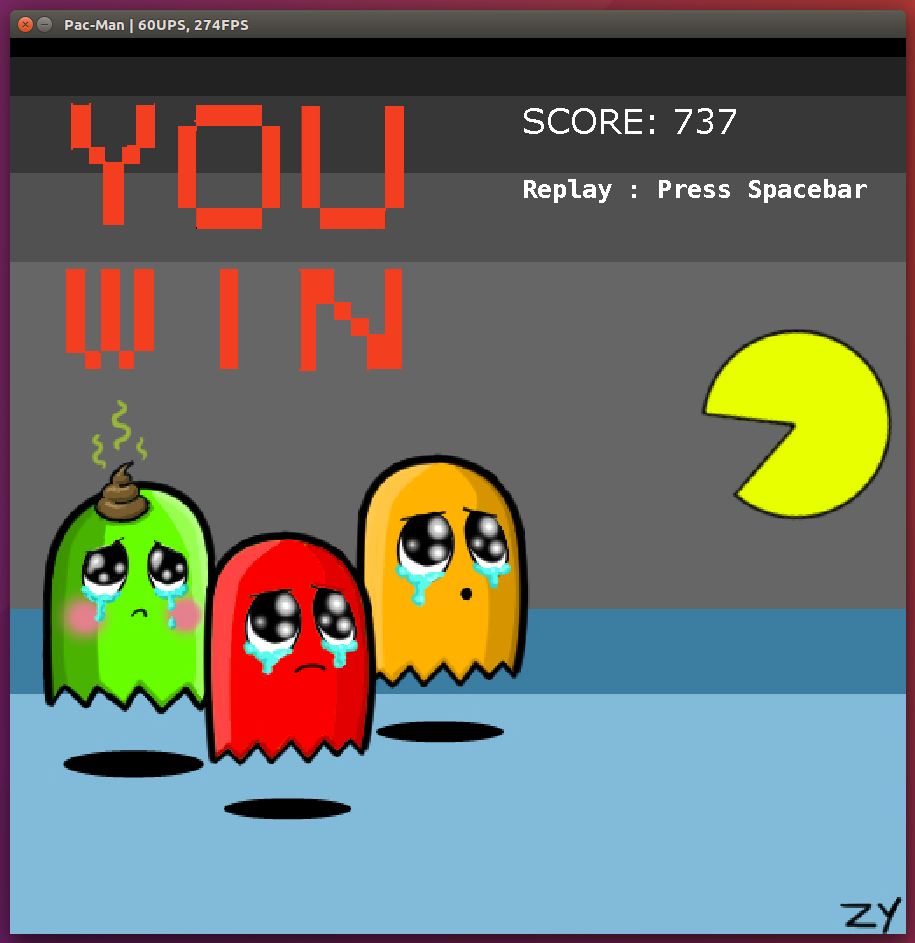 Pac-Man | 60UPS, 274FPS
YOU
SCORE: 737
Replay : Press Spacebar
WIN
ZY